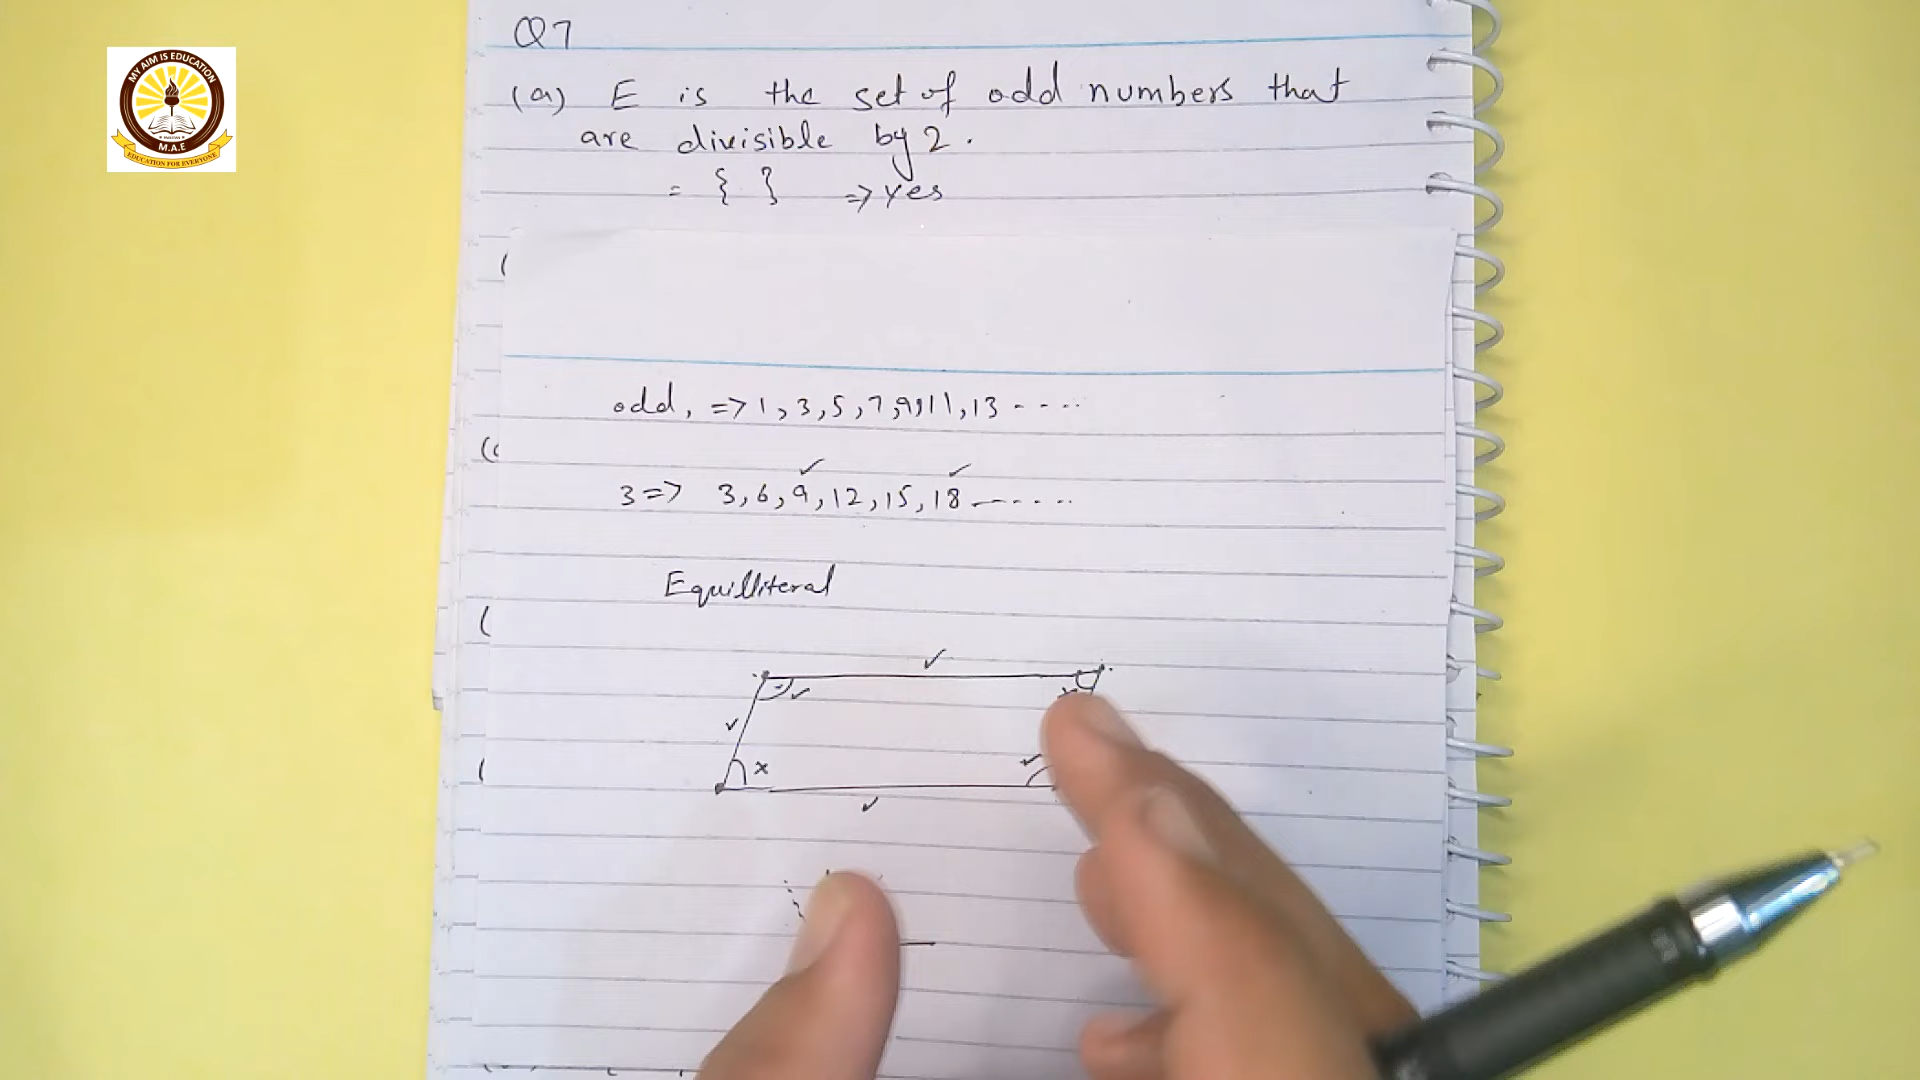 MY AIM IS EDUCATION
M.A.E
EDUCATION FOR EVERYONE
Q7
(a) E is the set of odd numbers that
are divisible by 2.
= { } => Yes
(
odd, => 1, 3, 5, 7, 9, 11, 13 ----
(c
3 => 3, 6, 9, 12, 15, 18 ------
Equilliteral
(
x
(